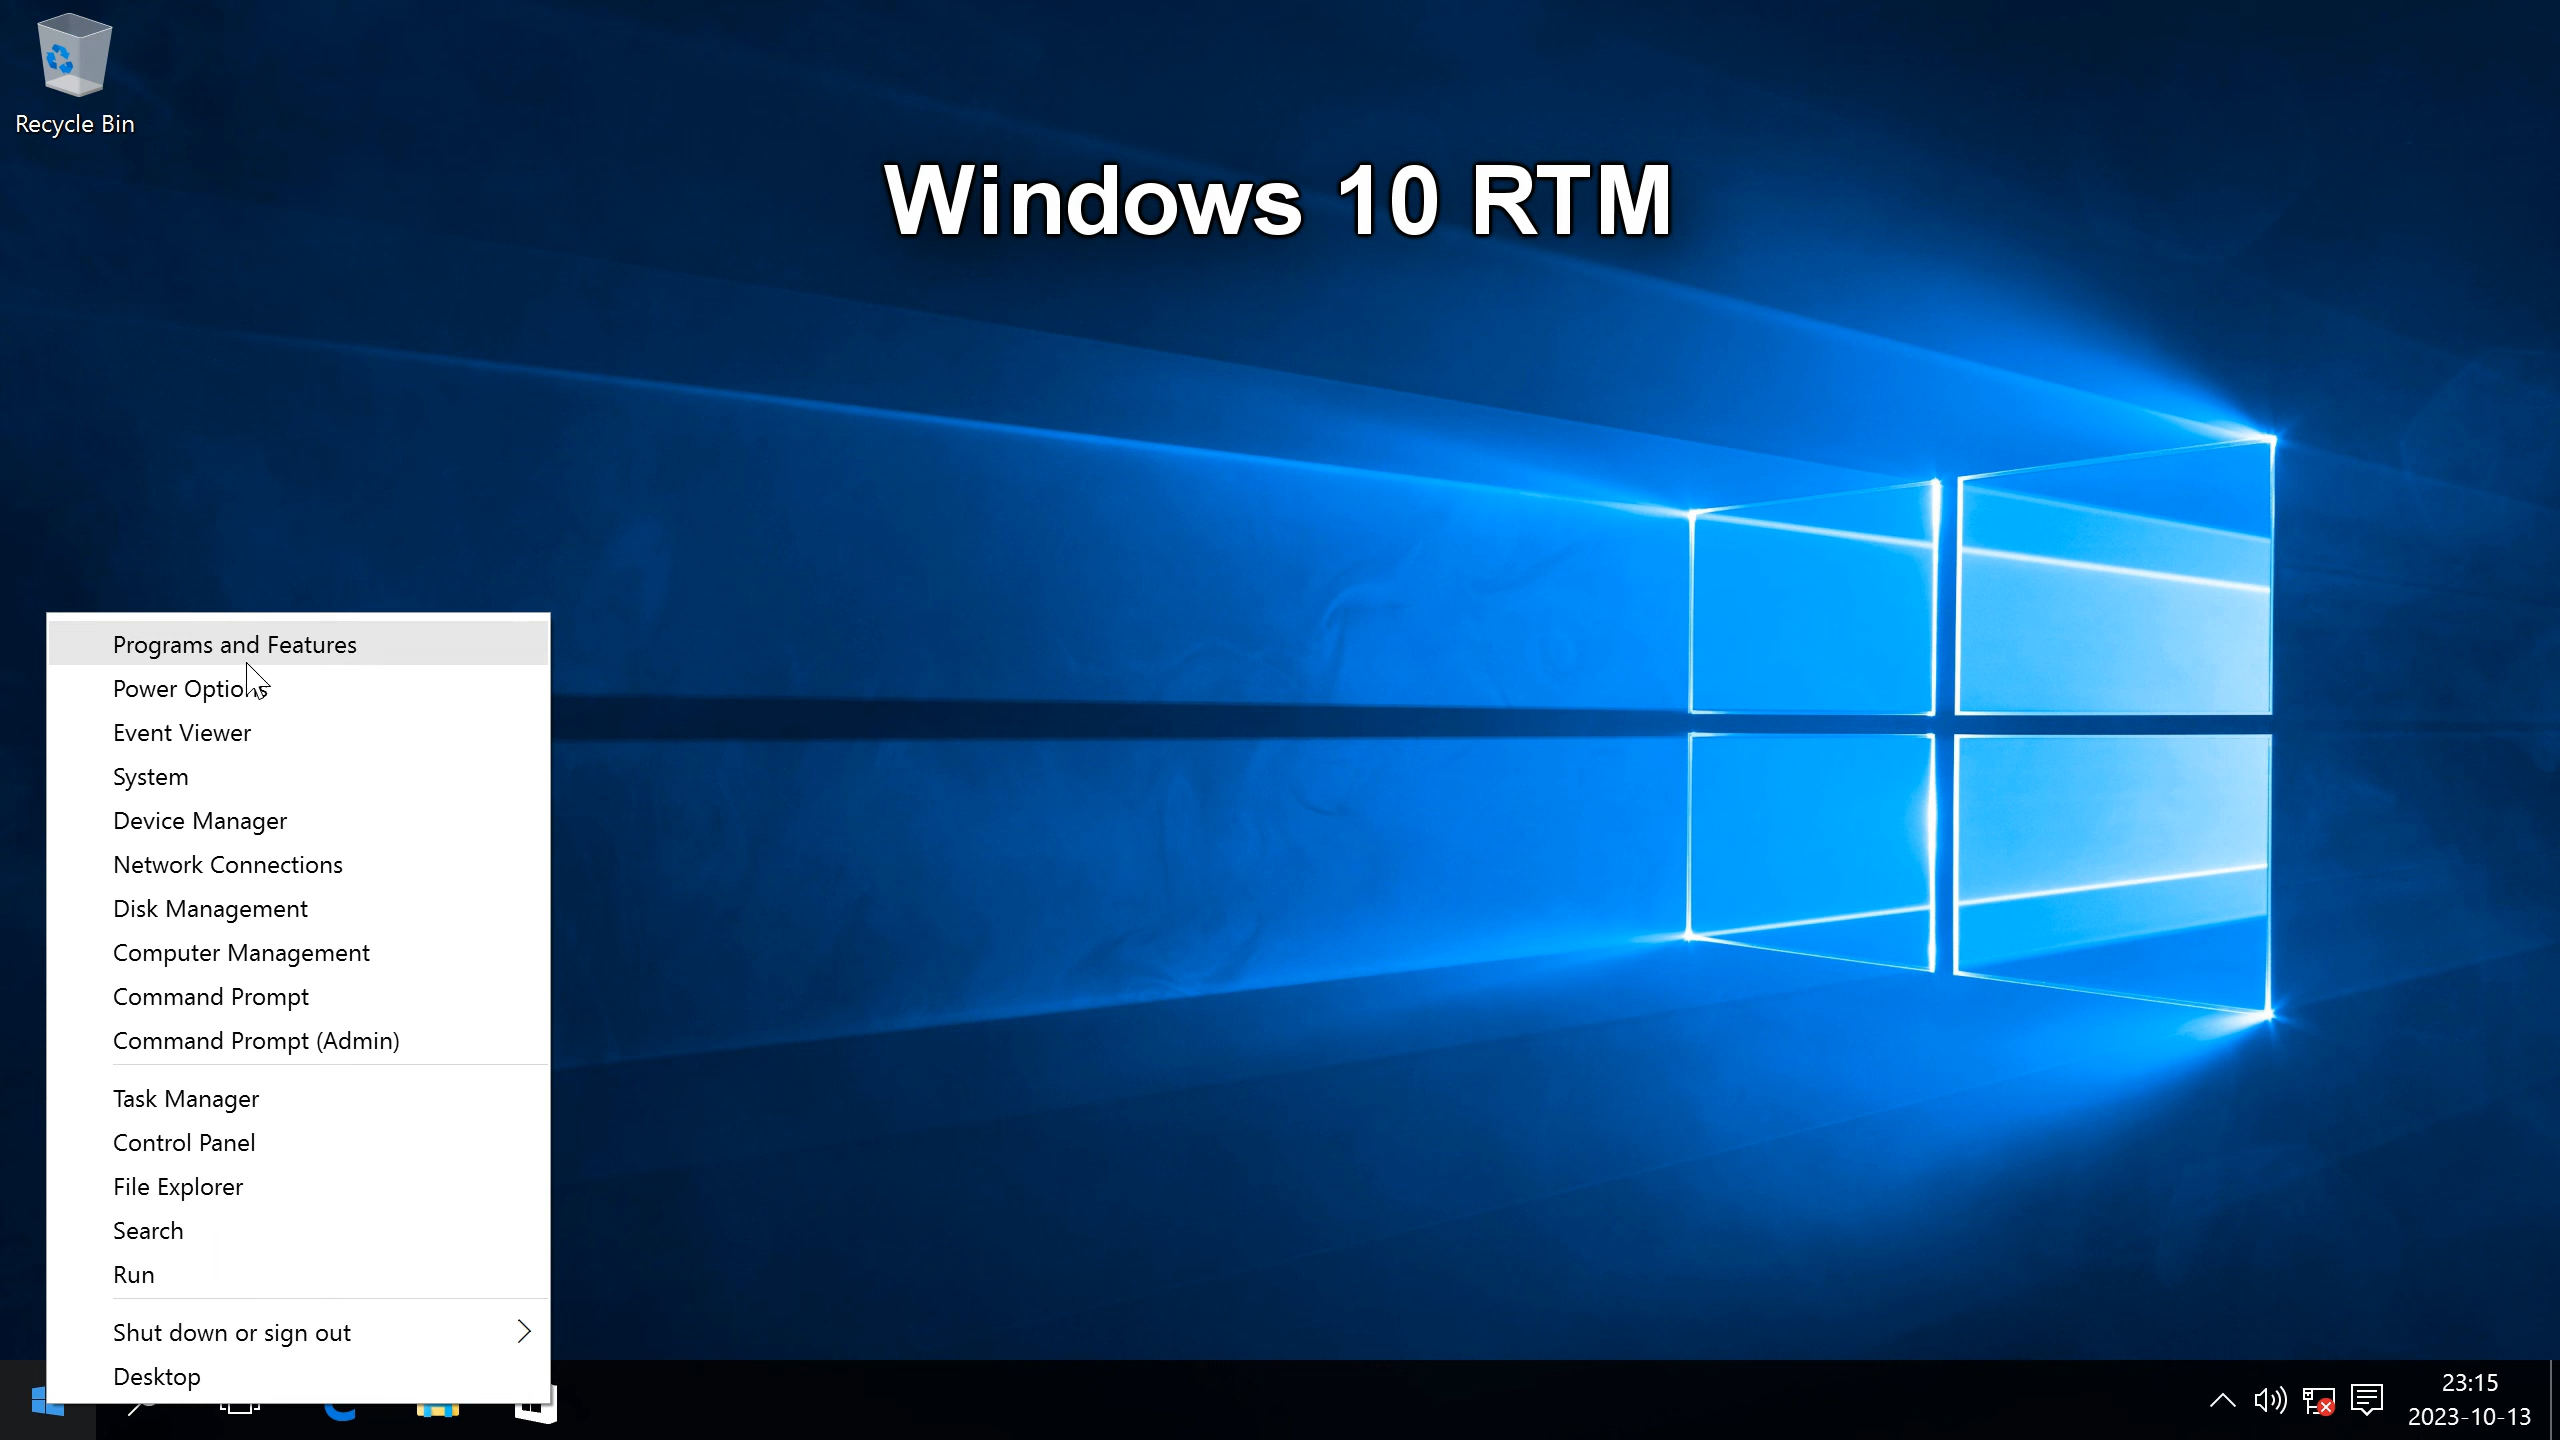 Recycle Bin
Windows 10 RTM
Programs and Features
Power Options
Event Viewer
System
Device Manager
Network Connections
Disk Management
Computer Management
Command Prompt
Command Prompt (Admin)
Task Manager
Control Panel
File Explorer
Search
Run
Shut down or sign out
Desktop
23:15
2023-10-13